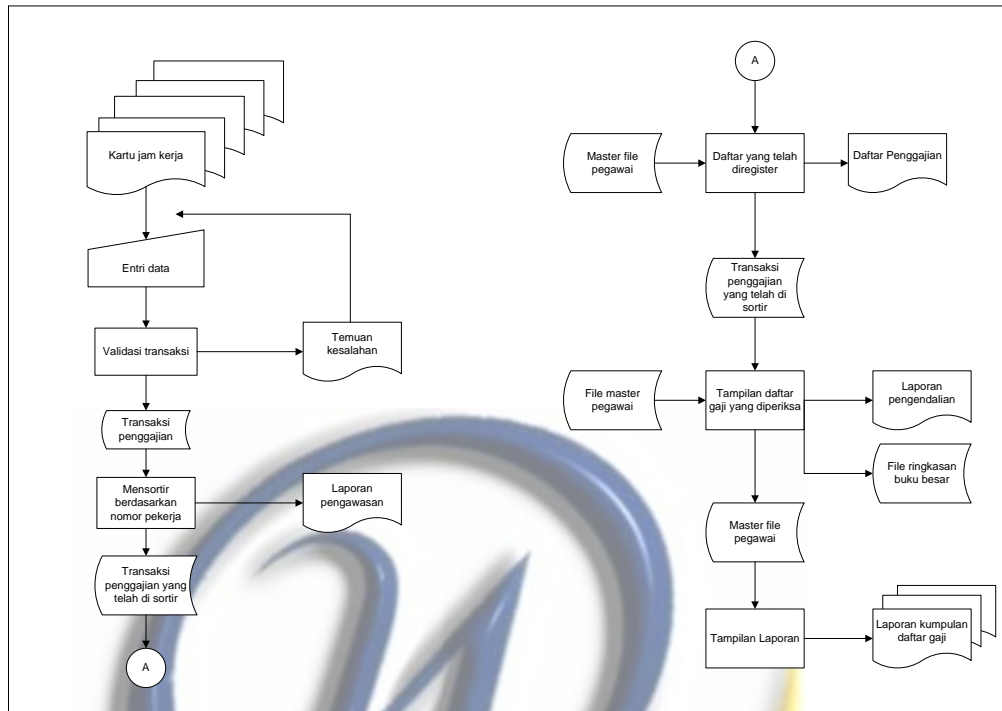 Kartu jam kerja
Entri data
Validasi transaksi
Temuan
kesalahan
Transaksi
penggajian
Mensortir
berdasarkan
nomor pekerja
Laporan
pengawasan
Transaksi
penggajian yang
telah di sortir
A
A
Master file
pegawai
Daftar yang telah
diregister
Daftar Penggajian
Transaksi
penggajian
yang telah di
sortir
File master
pegawai
Tampilan daftar
gaji yang diperiksa
Laporan
pengendalian
File ringkasan
buku besar
Master file
pegawai
Tampilan Laporan
Laporan kumpulan
daftar gaji